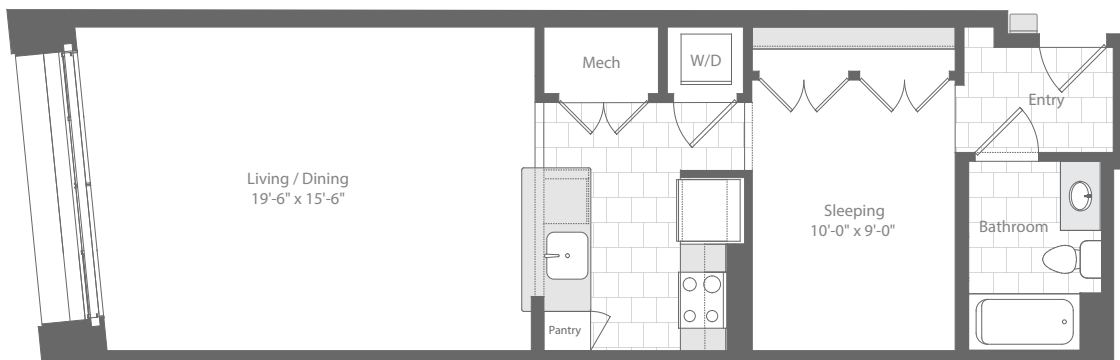 Mech
W/D
Entry
Living / Dining
19'-6" x 15'-6"
Sleeping
10'-0" x 9'-0"
Bathroom
Pantry